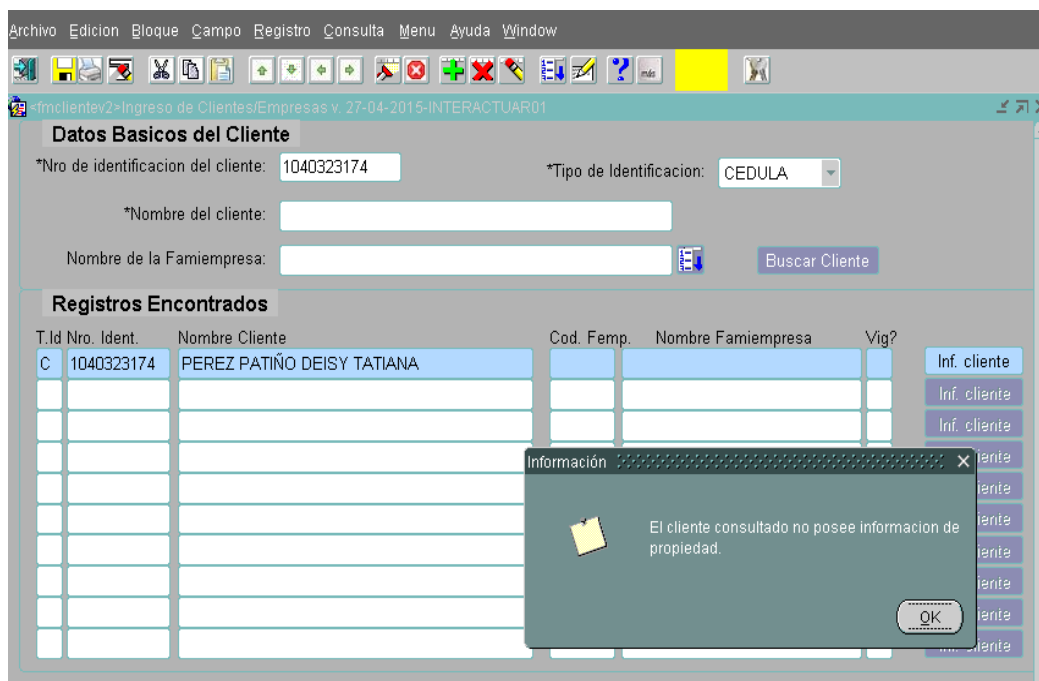 Archivo Edicion Bloque Campo Registro Consulta Menu Ayuda Window
más
<fmclientev2>Ingreso de Clientes/Empresas v. 27-04-2015-INTERACTUAR01
Datos Basicos del Cliente
*Nro de identificacion del cliente: 1040323174 *Tipo de Identificacion: CEDULA
*Nombre del cliente:
Nombre de la Famiempresa: Buscar Cliente
Registros Encontrados
T.Id Nro. Ident. Nombre Cliente Cod. Femp. Nombre Famiempresa Vig?
C 1040323174 PEREZ PATIÑO DEISY TATIANA Inf. cliente
Inf. cliente
Inf. cliente
Información
El cliente consultado no posee informacion de
propiedad.
OK